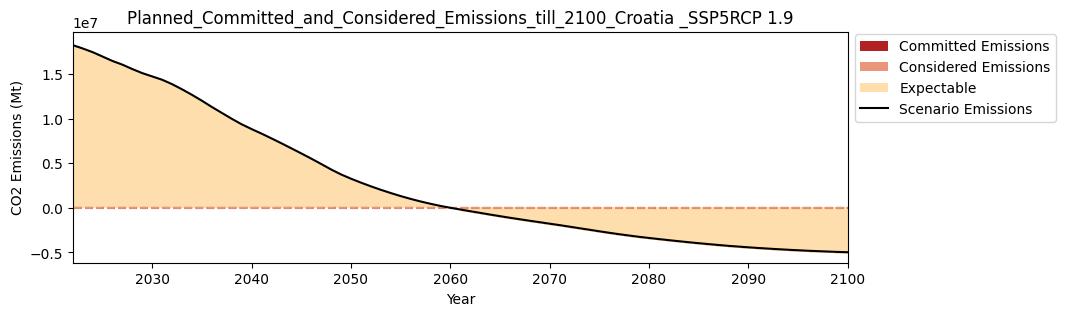 Planned_Committed_and_Considered_Emissions_till_2100_Croatia _SSP5RCP 1.9
1e7
CO2 Emissions (Mt)
1.5
1.0
0.5
0.0
−0.5
2030 2040 2050 2060 2070 2080 2090 2100
Year
Committed Emissions
Considered Emissions
Expectable
Scenario Emissions